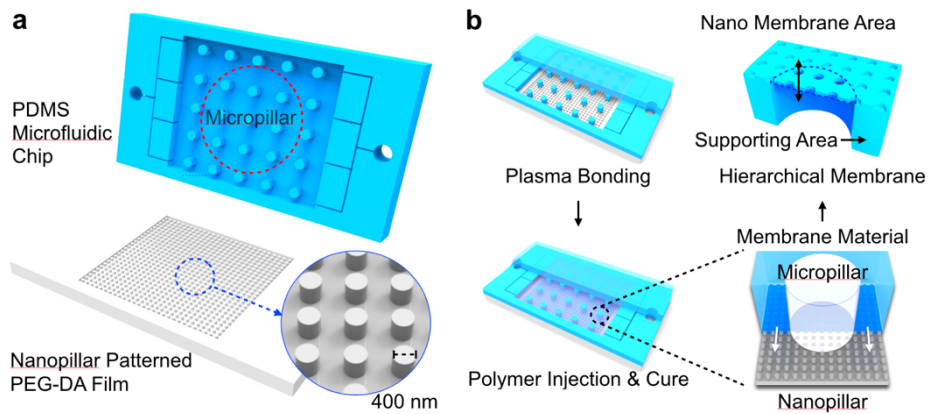 a
PDMS
Microfluidic
Chip
Micropillar
Nanopillar Patterned
PEG-DA Film
400 nm
b
Plasma Bonding
Polymer Injection & Cure
Nano Membrane Area
Supporting Area
Hierarchical Membrane
Membrane Material
Micropillar
Nanopillar